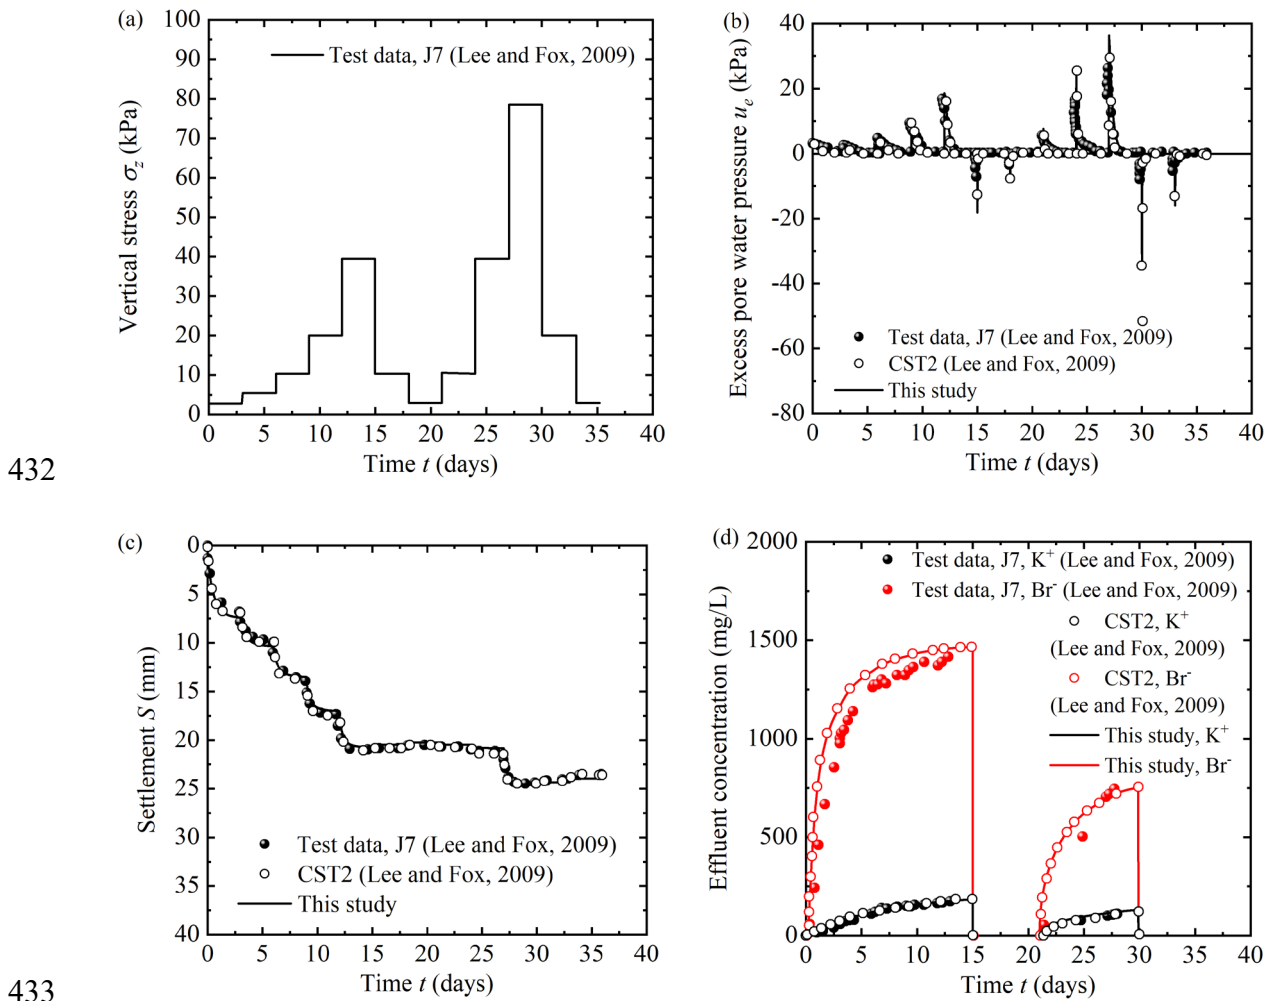 (a)
Test data, J7 (Lee and Fox, 2009)
Vertical stress σz (kPa)
100
90
80
70
60
50
40
30
20
10
0
0 5 10 15 20 25 30 35 40
Time t (days)
(b)
Excess pore water pressure ue (kPa)
40
20
0
-20
-40
-60
-80
Test data, J7 (Lee and Fox, 2009)
CST2 (Lee and Fox, 2009)
This study
0 5 10 15 20 25 30 35 40
Time t (days)
432
(c)
Settlement S (mm)
0
5
10
15
20
25
30
35
40
Test data, J7 (Lee and Fox, 2009)
CST2 (Lee and Fox, 2009)
This study
0 5 10 15 20 25 30 35 40
Time t (days)
(d)
Effluent concentration (mg/L)
2000
1500
1000
500
0
Test data, J7, K+ (Lee and Fox, 2009)
Test data, J7, Br- (Lee and Fox, 2009)
CST2, K+
(Lee and Fox, 2009)
CST2, Br-
(Lee and Fox, 2009)
This study, K+
This study, Br-
0 5 10 15 20 25 30 35 40
Time t (days)
433